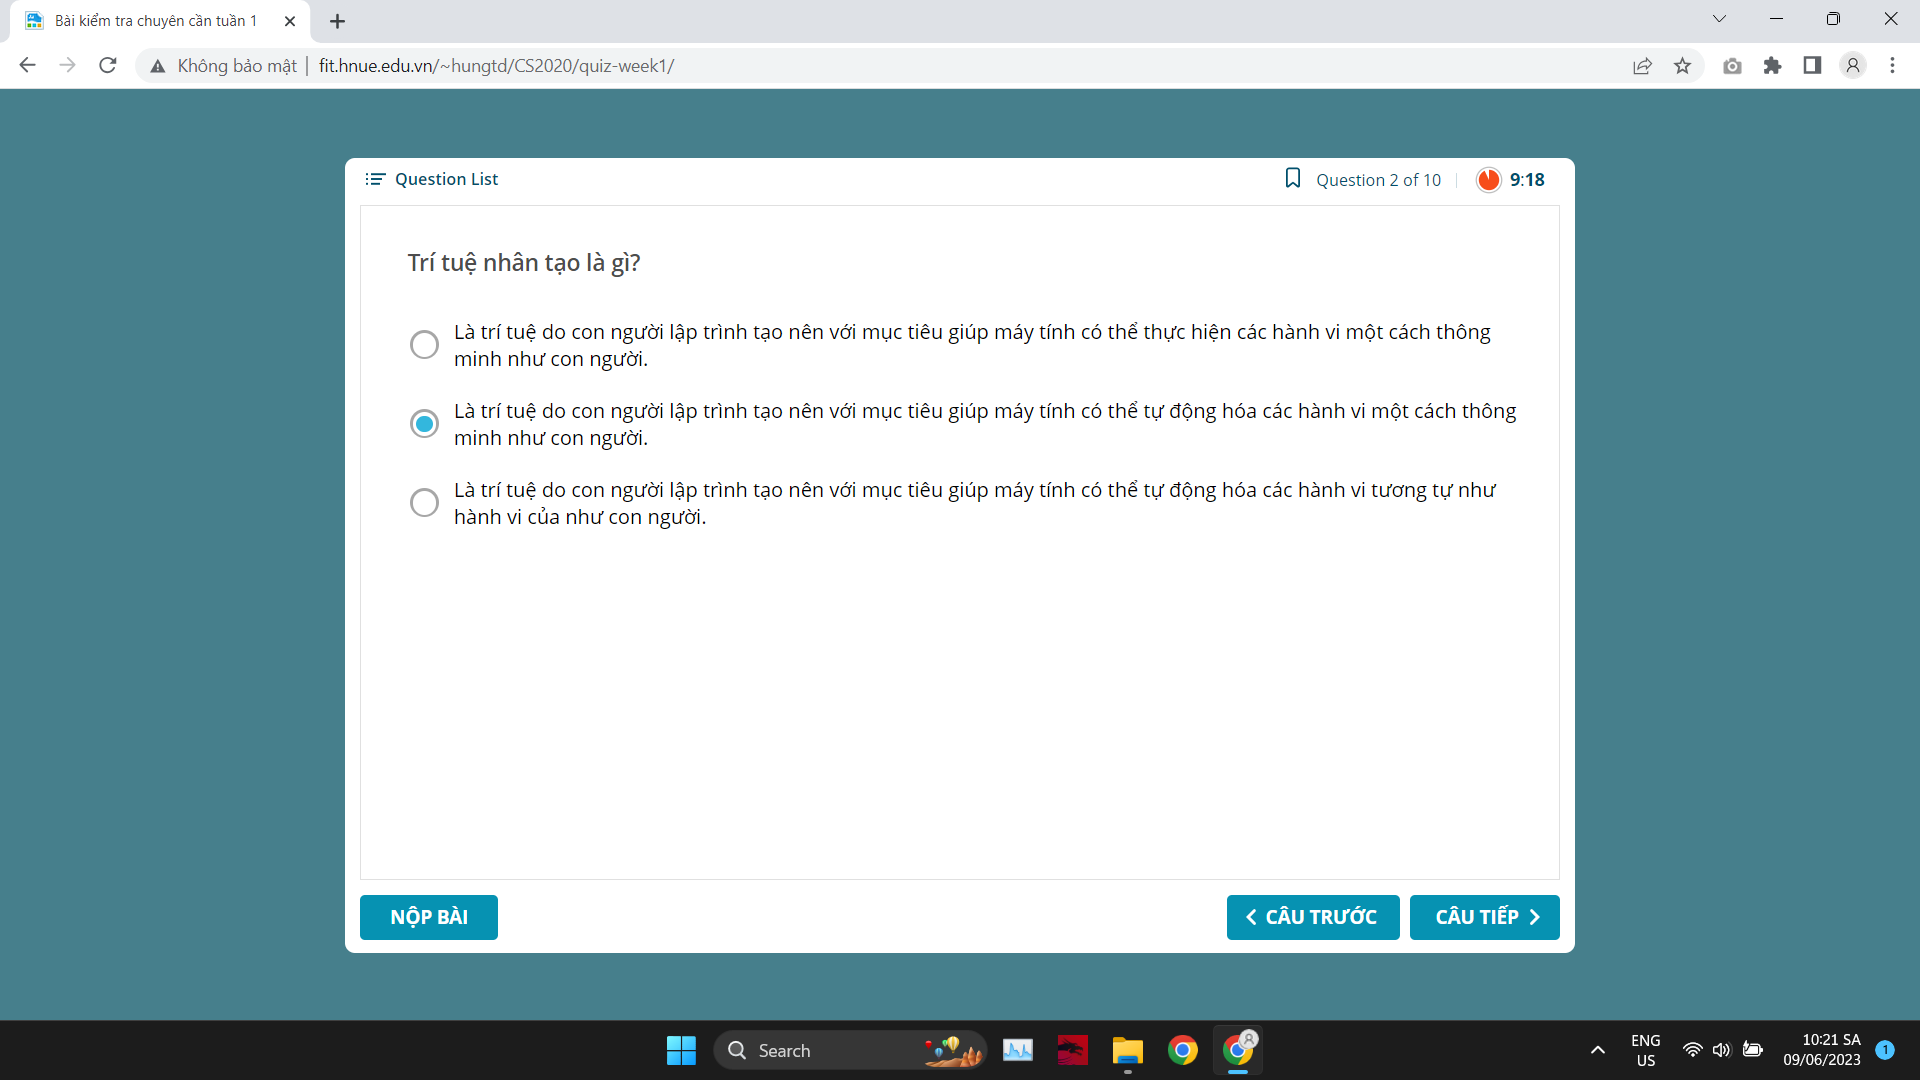 Bài kiểm tra chuyên cần tuần 1
Không bảo mật | fit.hnue.edu.vn/~hungtd/CS2020/quiz-week1/
Question List
Question 2 of 10
9:18
Trí tuệ nhân tạo là gì?
Là trí tuệ do con người lập trình tạo nên với mục tiêu giúp máy tính có thể thực hiện các hành vi một cách thông
minh như con người.
Là trí tuệ do con người lập trình tạo nên với mục tiêu giúp máy tính có thể tự động hóa các hành vi một cách thông
minh như con người.
Là trí tuệ do con người lập trình tạo nên với mục tiêu giúp máy tính có thể tự động hóa các hành vi tương tự như
hành vi của như con người.
NỘP BÀI
CÂU TRƯỚC
CÂU TIẾP
Search
ENG
US
10:21 SA
09/06/2023
1